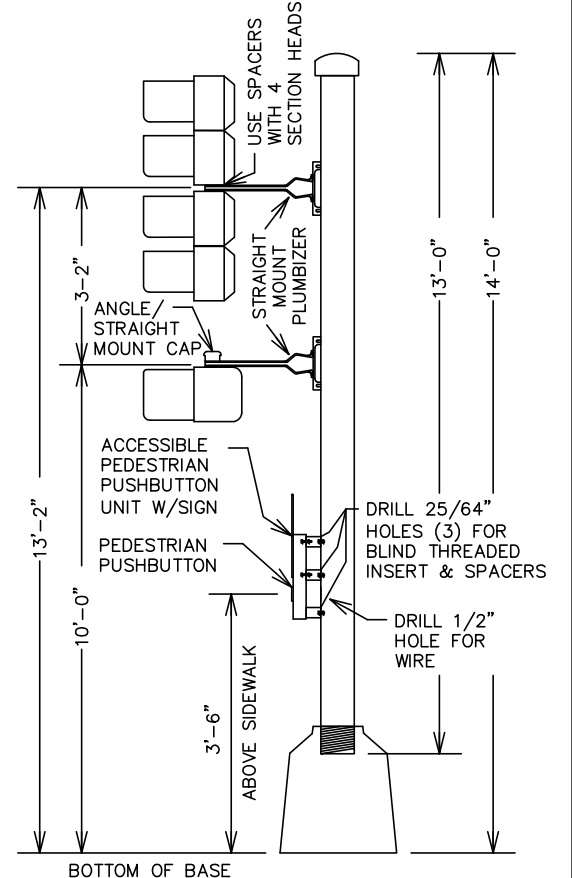 USE SPACERS
WITH 4
SECTION HEADS
STRAIGHT
MOUNT
PLUMBIZER
3'-2"
13'-0"
14'-0"
ANGLE/
STRAIGHT
MOUNT CAP
ACCESSIBLE
PEDESTRIAN
PUSHBUTTON
UNIT W/SIGN
PEDESTRIAN
PUSHBUTTON
DRILL 25/64"
HOLES (3) FOR
BLIND THREADED
INSERT & SPACERS
DRILL 1/2"
HOLE FOR
WIRE
13'-2"
10'-0"
3'-6"
ABOVE SIDEWALK
BOTTOM OF BASE